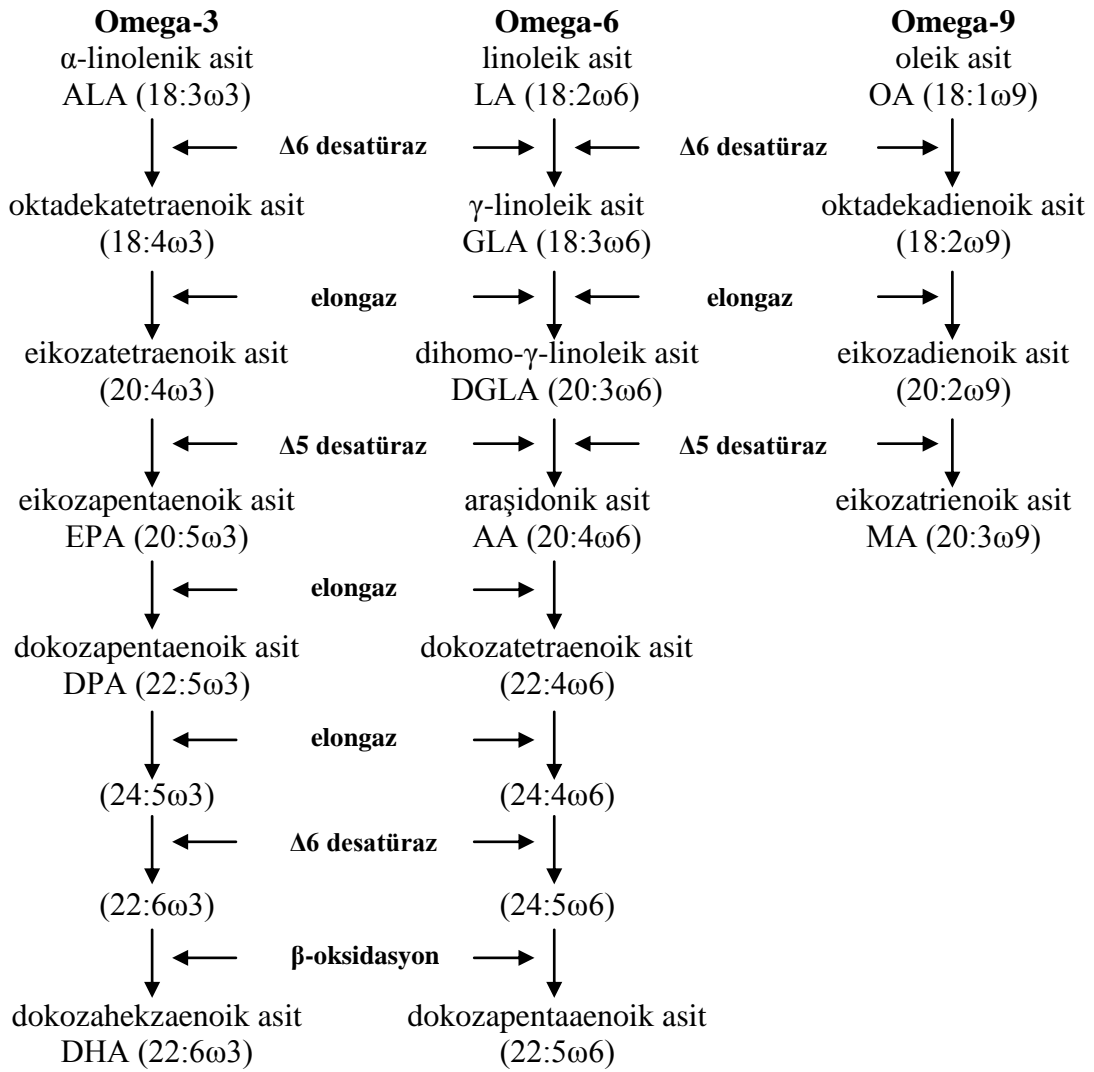 Omega-3 Omega-6 Omega-9
α-linolenik asit linoleik asit oleik asit
ALA (18:3ω3) LA (18:2ω6) OA (18:1ω9)
Δ6 desatüraz Δ6 desatüraz
oktadekatetraenoik asit γ-linoleik asit oktadekadienoik asit
(18:4ω3) GLA (18:3ω6) (18:2ω9)
elongaz elongaz
eikozatetraenoik asit dihomo-γ-linoleik asit eikozadienoik asit
(20:4ω3) DGLA (20:3ω6) (20:2ω9)
Δ5 desatüraz Δ5 desatüraz
eikozapentaenoik asit araşidonik asit eikozatrienoik asit
EPA (20:5ω3) AA (20:4ω6) MA (20:3ω9)
elongaz
dokozapentaenoik asit dokozatetraenoik asit
DPA (22:5ω3) (22:4ω6)
elongaz
(24:5ω3) (24:4ω6)
Δ6 desatüraz
(22:6ω3) (24:5ω6)
β-oksidasyon
dokozahekzaenoik asit dokozapentaaenoik asit
DHA (22:6ω3) (22:5ω6)